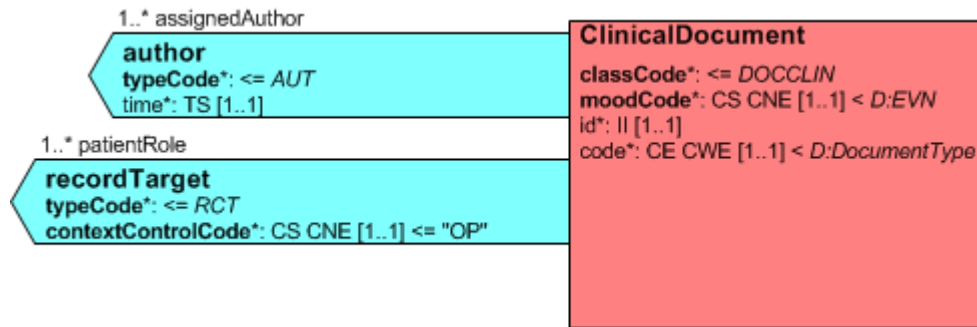 1..* assignedAuthor
author
typeCode*: <= AUT
time*: TS [1..1]
1..* patientRole
recordTarget
typeCode*: <= RCT
contextControlCode*: CS CNE [1..1] <= "OP"
ClinicalDocument
classCode*: <= DOCCLIN
moodCode*: CS CNE [1..1] < D:EVN
id*: II [1..1]
code*: CE CWE [1..1] < D:DocumentType